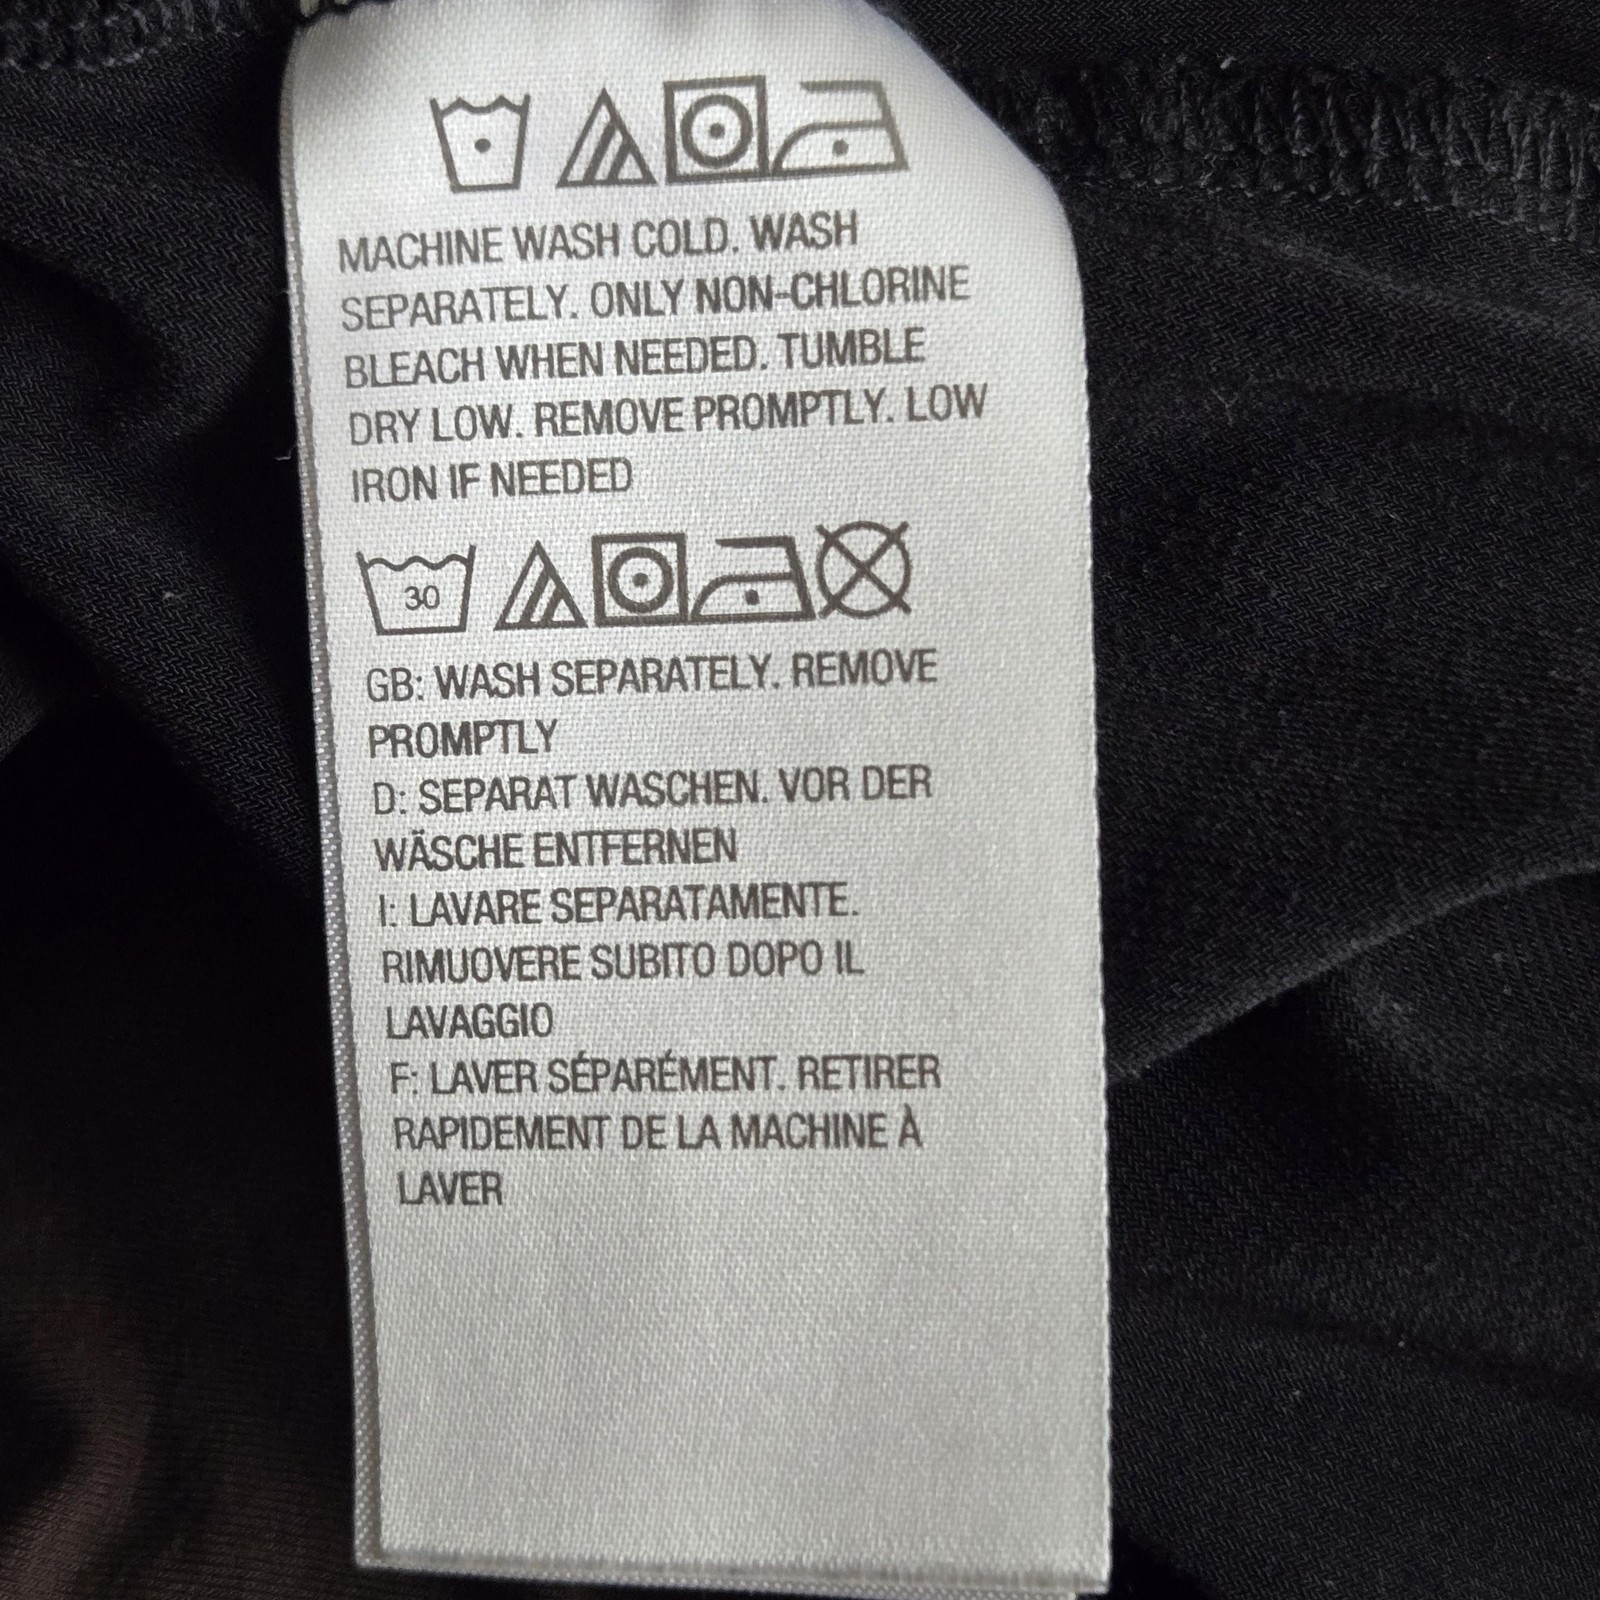 MACHINE WASH COLD. WASH
SEPARATELY. ONLY NON-CHLORINE
BLEACH WHEN NEEDED. TUMBLE
DRY LOW. REMOVE PROMPTLY. LOW
IRON IF NEEDED
30
GB: WASH SEPARATELY. REMOVE
PROMPTLY
D: SEPARAT WASCHEN. VOR DER
WÄSCHE ENTFERNEN
I: LAVARE SEPARATAMENTE.
RIMUOVERE SUBITO DOPO IL
LAVAGGIO
F: LAVER SÉPARÉMENT. RETIRER
RAPIDEMENT DE LA MACHINE À
LAVER